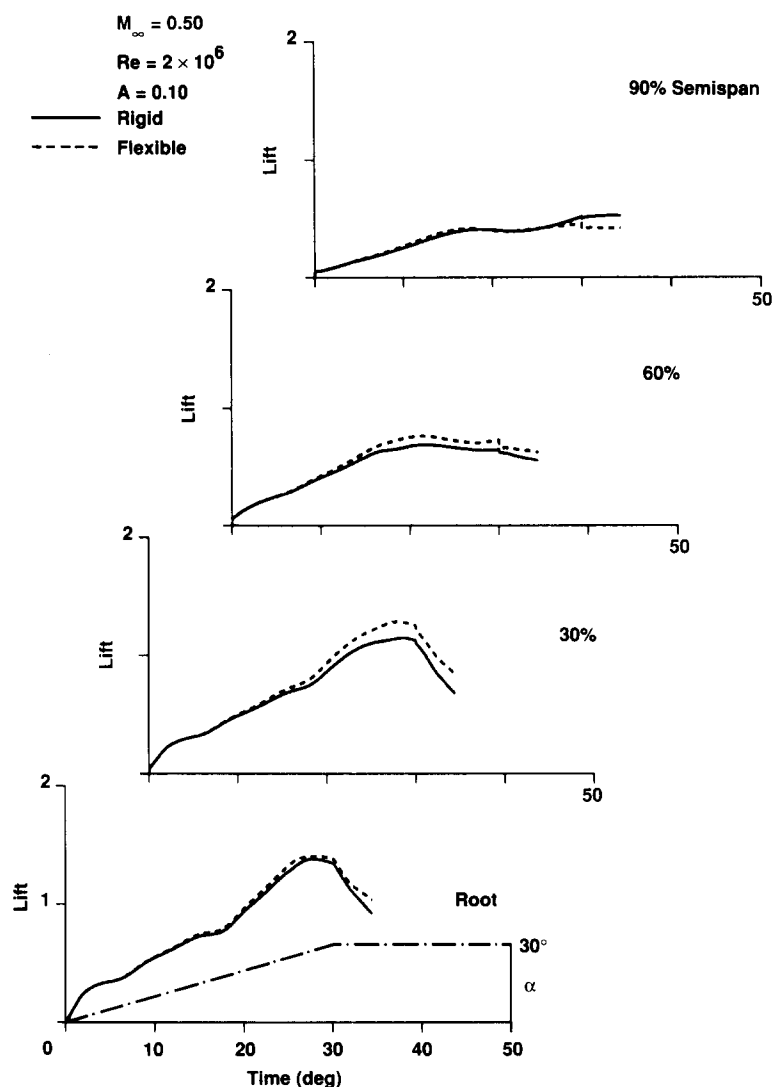 M∞ = 0.50
Re = 2 × 10⁶
A = 0.10
Rigid
Flexible
2
90% Semispan
Lift
50
2
60%
Lift
50
2
30%
Lift
50
2
1
Lift
Root
30°
α
0 10 20 30 40 50
Time (deg)